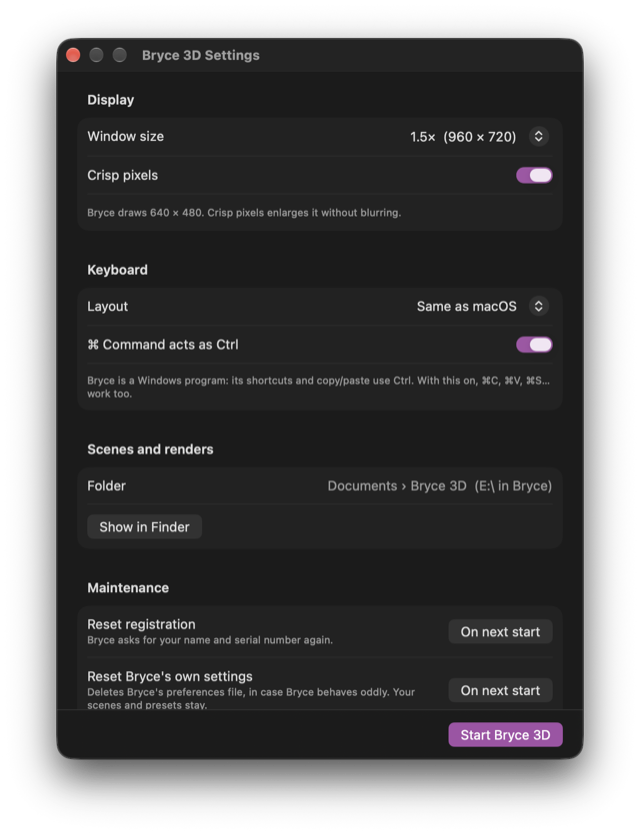 Bryce 3D Settings
Display
Window size
1.5× (960 × 720)
Crisp pixels
Bryce draws 640 × 480. Crisp pixels enlarges it without blurring.
Keyboard
Layout
Same as macOS
⌘ Command acts as Ctrl
Bryce is a Windows program: its shortcuts and copy/paste use Ctrl. With this on, ⌘C, ⌘V, ⌘S…
work too.
Scenes and renders
Folder
Documents › Bryce 3D (E:\ in Bryce)
Show in Finder
Maintenance
Reset registration
Bryce asks for your name and serial number again.
On next start
Reset Bryce's own settings
Deletes Bryce's preferences file, in case Bryce behaves oddly. Your
scenes and presets stay.
On next start
Start Bryce 3D